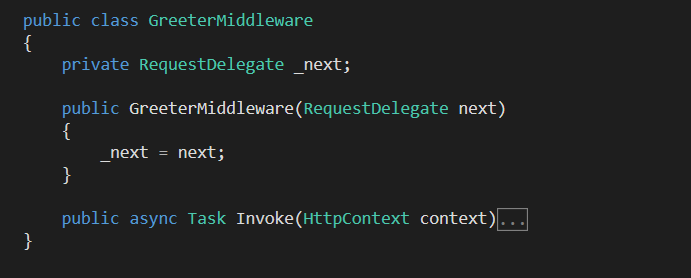 public class GreeterMiddleware
{
    private RequestDelegate _next;
    public GreeterMiddleware(RequestDelegate next)
    {
        _next = next;
    }
    public async Task Invoke(HttpContext context)...
}